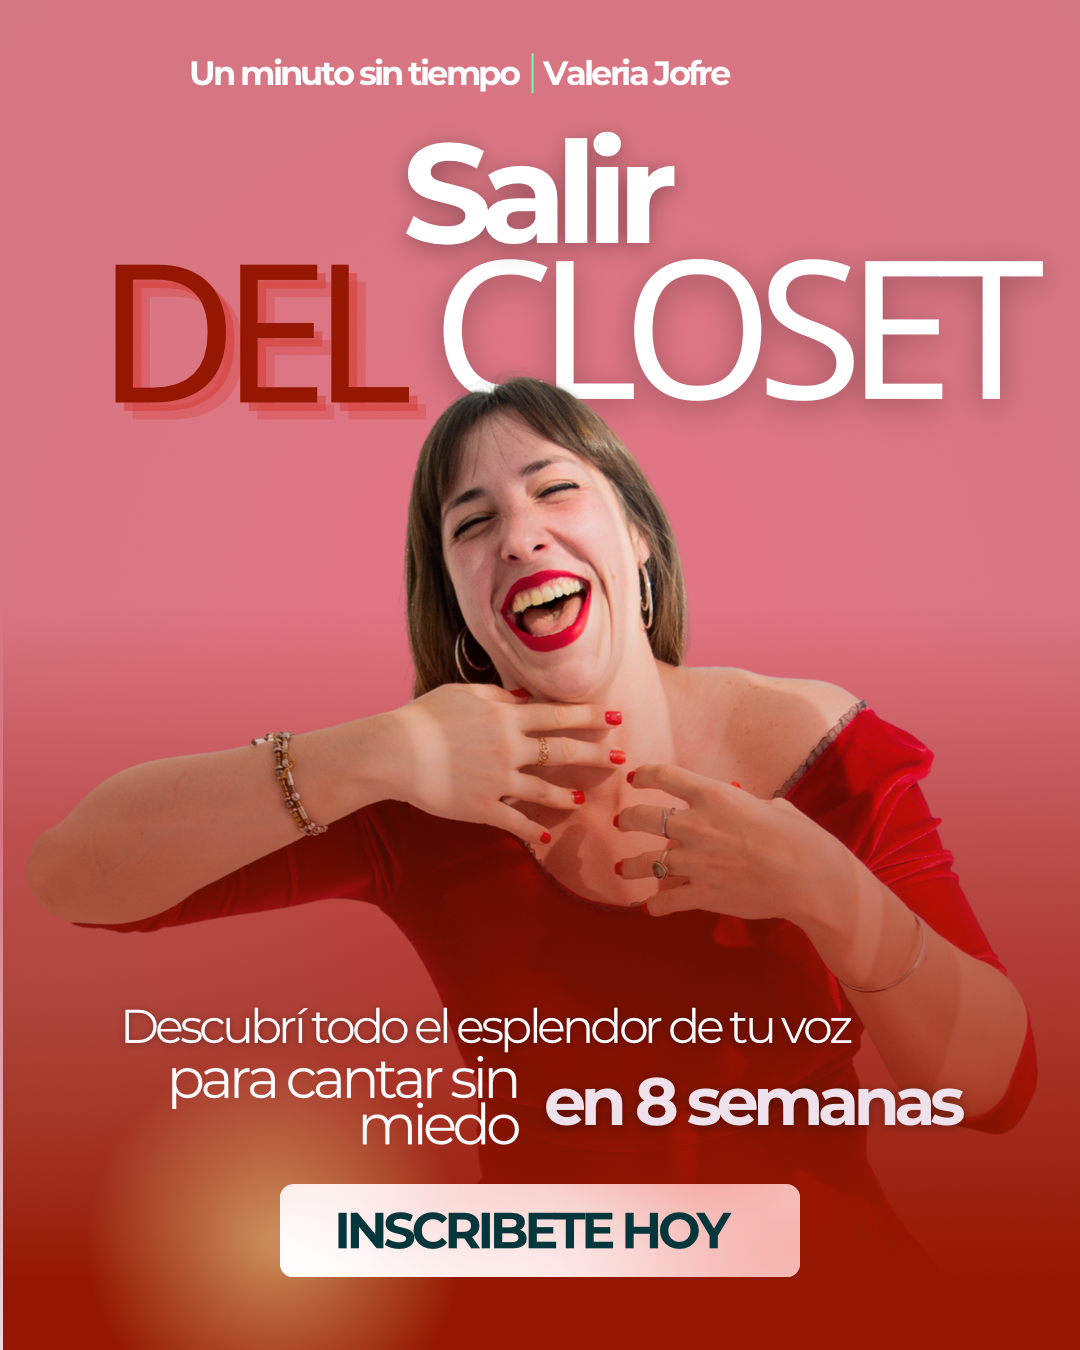 Un minuto sin tiempo | Valeria Jofre
Salir
DEL CLOSET
Descubrí todo el esplendor de tu voz
para cantar sin
miedo
en 8 semanas
INSCRIBETE HOY